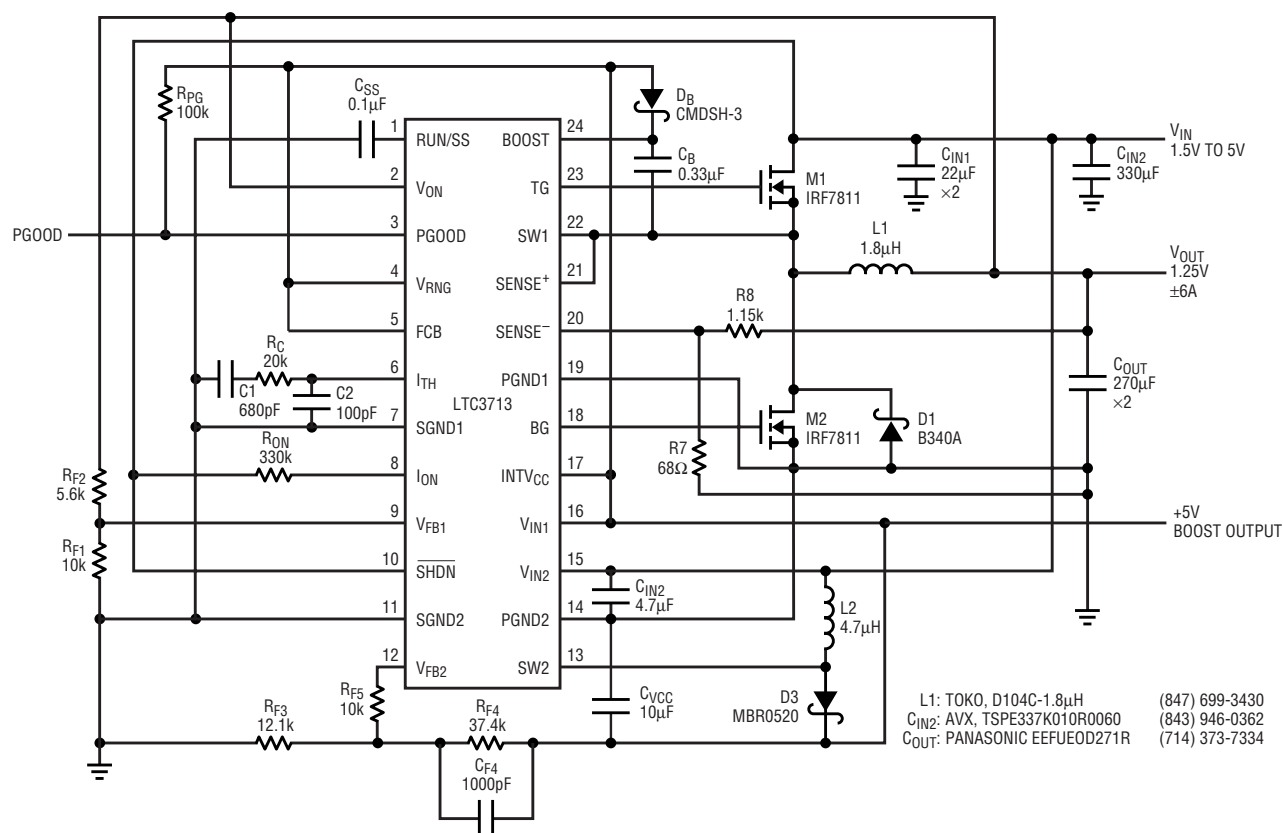 RPG
100k
CSS
0.1µF
DB
CMDSH-3
CB
0.33µF
1
RUN/SS
BOOST
24
2
VON
TG
23
PGOOD
3
PGOOD
SW1
22
4
VRNG
SENSE+
21
5
FCB
SENSE–
20
6
ITH
PGND1
19
LTC3713
7
SGND1
BG
18
8
ION
INTVCC
17
9
VFB1
VIN1
16
10
SHDN
VIN2
15
11
SGND2
PGND2
14
12
VFB2
SW2
13
M1
IRF7811
CIN1
22µF
×2
CIN2
330µF
VIN
1.5V TO 5V
L1
1.8µH
VOUT
1.25V
±6A
R8
1.15k
COUT
270µF
×2
M2
IRF7811
D1
B340A
R7
68Ω
+5V
BOOST OUTPUT
RC
20k
C1
680pF
C2
100pF
RON
330k
RF2
5.6k
RF1
10k
CIN2
4.7µF
L2
4.7µH
CVCC
10µF
D3
MBR0520
RF3
12.1k
RF5
10k
RF4
37.4k
CF4
1000pF
L1: TOKO, D104C-1.8µH (847) 699-3430
CIN2: AVX, TSPE337K010R0060 (843) 946-0362
COUT: PANASONIC EEFUEOD271R (714) 373-7334